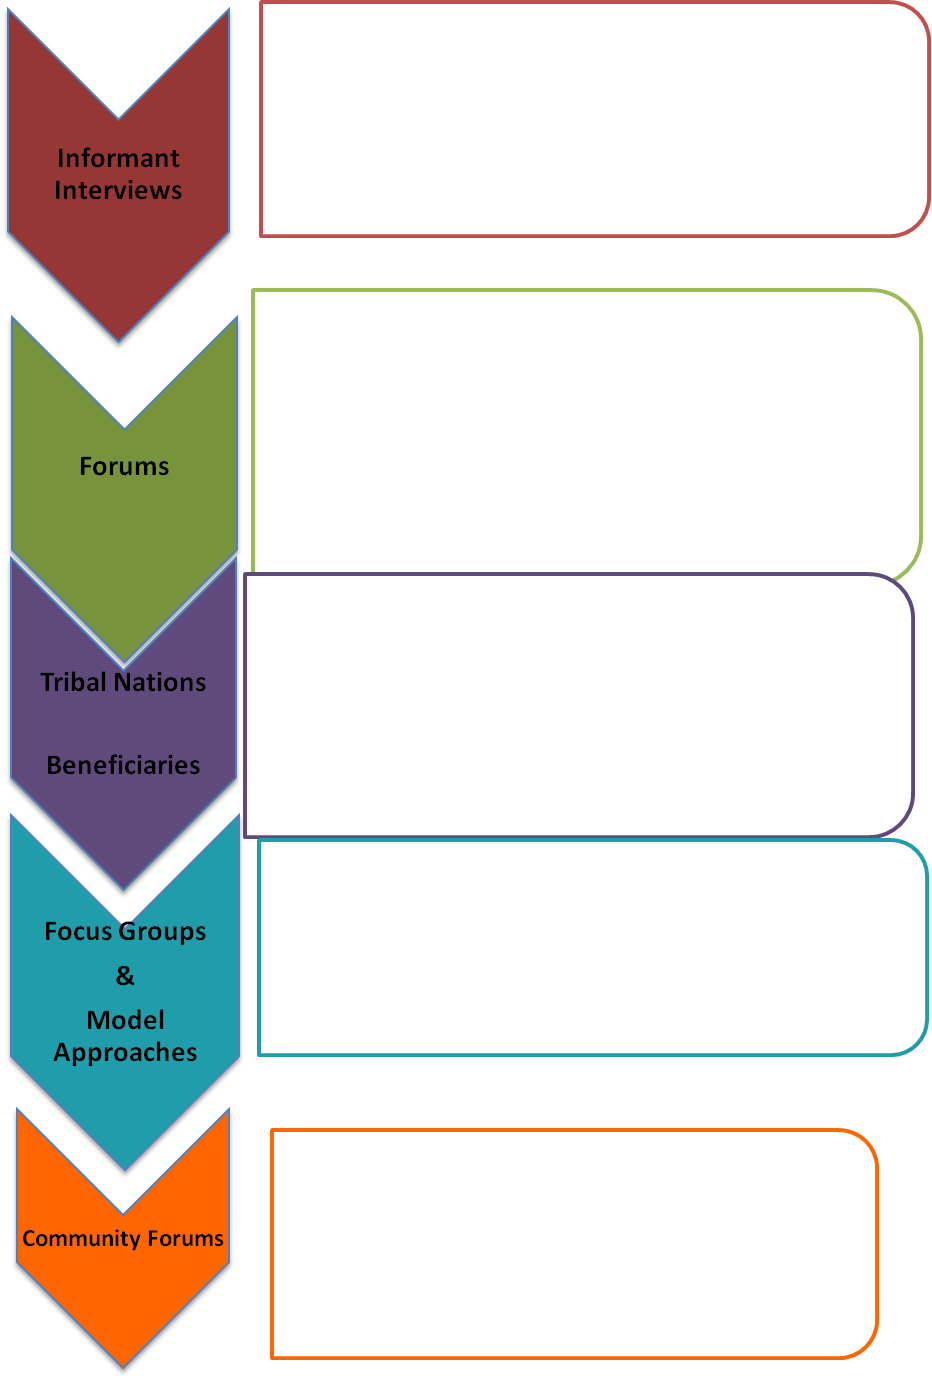 Informant
Interviews
Forums
Tribal Nations
Beneficiaries
Focus Groups
&
Model
Approaches
Community Forums